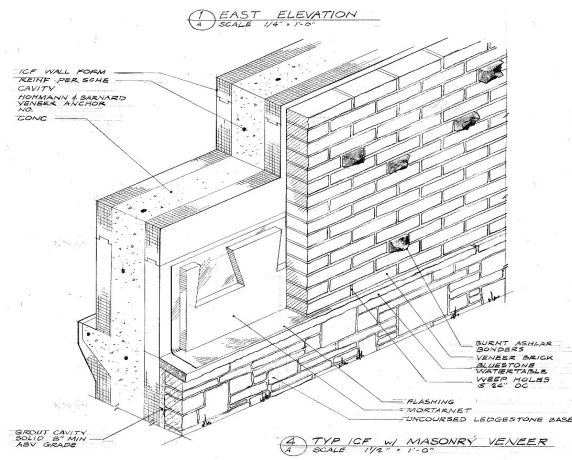 1 EAST ELEVATION
A SCALE 1/4" = 1'-0"
ICF WALL FORM
REINF PER SCHE
CAVITY
HOHMANN & BARNARD
VENEER ANCHOR
NO.
CONC
BURNT ASHLAR
BONDERS
VENEER BRICK
BLUESTONE
WATERTABLE
WEEP HOLES
@ 24" OC
FLASHING
MORTARNET
UNCOURSED LEDGESTONE BASE
GROUT CAVITY
SOLID 8" MIN
ABV GRADE
4 TYP ICF w/ MASONRY VENEER
A SCALE 1 1/2" = 1'-0"